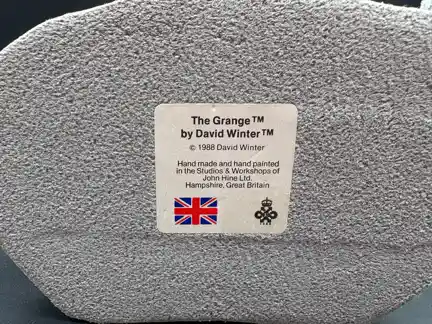 The Grange™
by David Winter™
© 1988 David Winter
Hand made and hand painted
in the Studios & Workshops of
John Hine Ltd.
Hampshire, Great Britain